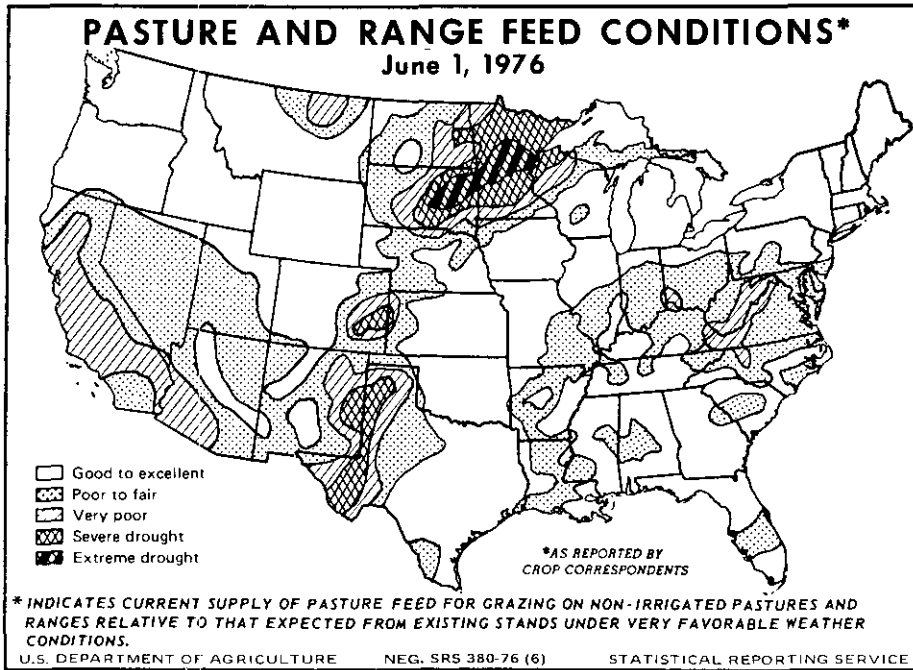 PASTURE AND RANGE FEED CONDITIONS*
June 1, 1976
Good to excellent
Poor to fair
Very poor
Severe drought
Extreme drought
*AS REPORTED BY
CROP CORRESPONDENTS
* INDICATES CURRENT SUPPLY OF PASTURE FEED FOR GRAZING ON NON-IRRIGATED PASTURES AND
RANGES RELATIVE TO THAT EXPECTED FROM EXISTING STANDS UNDER VERY FAVORABLE WEATHER
CONDITIONS.
U.S. DEPARTMENT OF AGRICULTURE NEG. SRS 380-76 (6) STATISTICAL REPORTING SERVICE